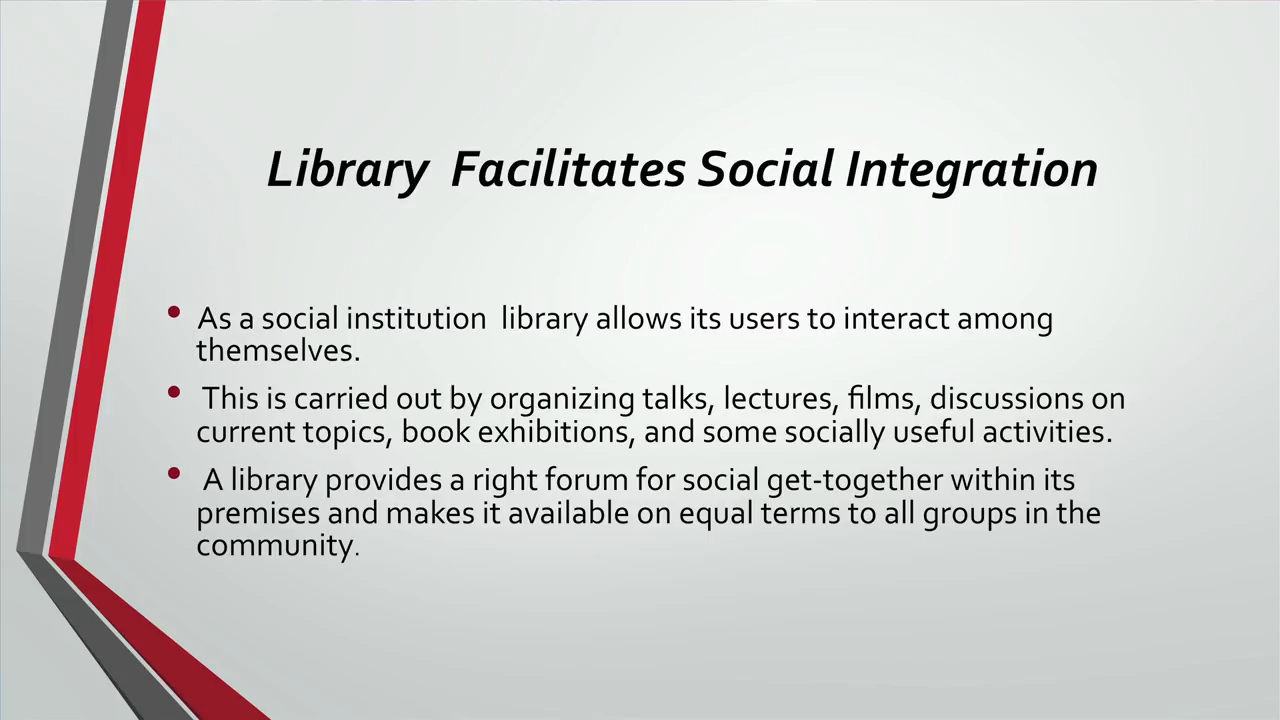 Library  Facilitates Social Integration
• As a social institution  library allows its users to interact among
themselves.
• This is carried out by organizing talks, lectures, films, discussions on
current topics, book exhibitions, and some socially useful activities.
• A library provides a right forum for social get-together within its
premises and makes it available on equal terms to all groups in the
community.